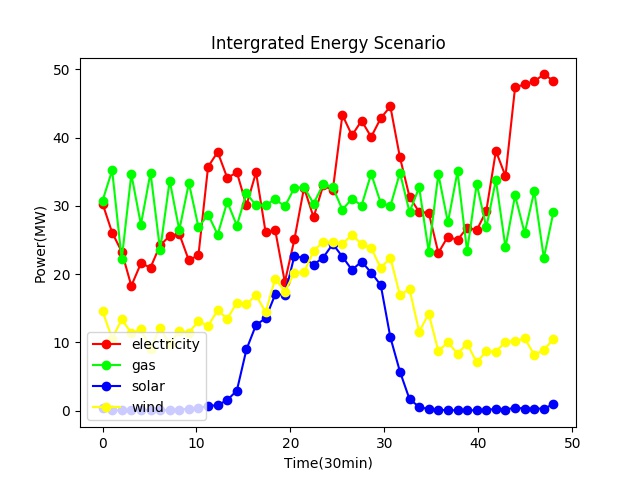 Intergrated Energy Scenario
50
40
30
20
10
0
Power(MW)
electricity
gas
solar
wind
0 10 20 30 40 50
Time(30min)